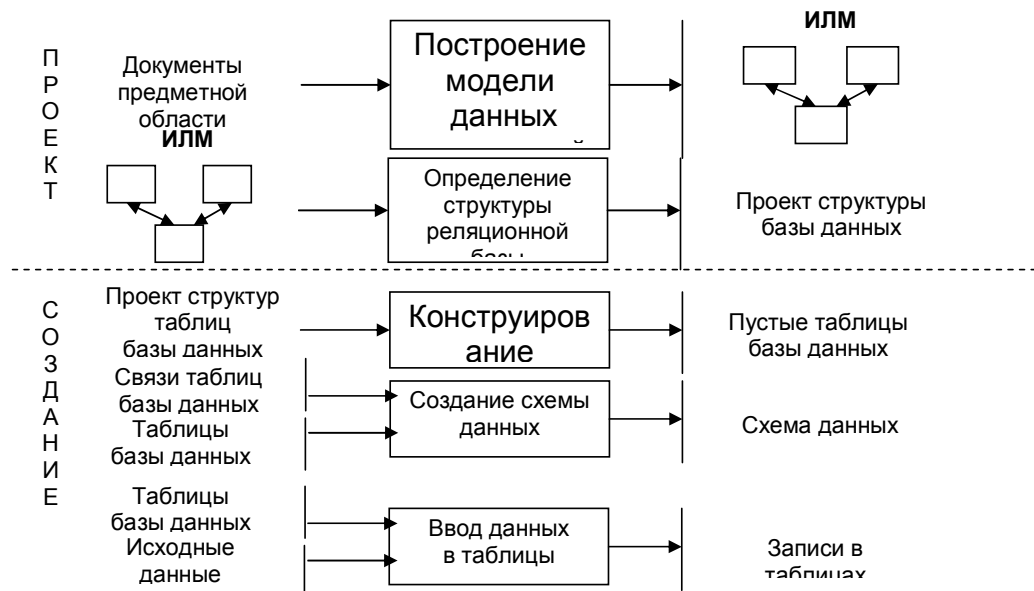 П
Р
О
Е
К
Т
Документы
предметной
области
ИЛМ
Построение
модели
данных
ИЛМ
Определение
структуры
реляционной
базы
Проект структуры
базы данных
С
О
З
Д
А
Н
И
Е
Проект структур
таблиц
базы данных
Конструиров
ание
Пустые таблицы
базы данных
Связи таблиц
базы данных
Таблицы
базы данных
Создание схемы
данных
Схема данных
Таблицы
базы данных
Исходные
данные
Ввод данных
в таблицы
Записи в
таблицах